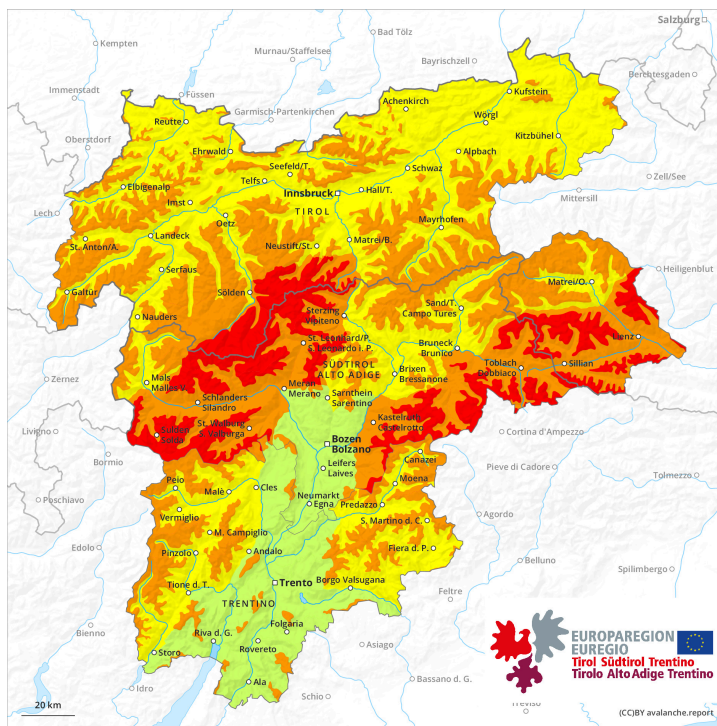 Salzburg
Bad Tölz
Kempten
Murnau/Staffelsee
Bayrischzell
Berchtesgaden
Immenstadt
Füssen
Achenkirch
Kufstein
Garmisch-Partenkirchen
Wörgl
Reutte
Kitzbühel
Oberstdorf
Ehrwald
Alpbach
Seefeld/T.
Schwaz
Zell/See
Telfs
Hall/T.
Elbigenalp
Innsbruck
Mittersill
Imst
TIROL
Lech
Oetz
Mayrhofen
Landeck
Matrei/B.
St. Anton/A.
Neustift/St.
Heiligenblut
Serfaus
Matrei/O.
Galtür
Sölden
Sand/T.
Campo Tures
Nauders
Sterzing
Vipiteno
Lienz
St. Leonhard/P.
S. Leonardo i. P.
Bruneck
Brunico
SÜDTIROL
ALTO ADIGE
Toblach
Dobbiaco
Sillian
Brixen
Bressanone
Zernez
Mals
Malles V.
Meran
Merano
Sarnthein
Sarentino
Schlanders
Silandro
St. Walburg
S. Valburga
Kastelruth
Castelrotto
Livigno
Sulden
Solda
Cortina d'Ampezzo
Bozen
Bolzano
Bormio
Canazei
Pieve di Cadore
Leifers
Laives
Tolmezzo
Peio
Moena
Poschiavo
Malè
Cles
Neumarkt
Egna
Predazzo
Agordo
Vermiglio
S. Martino d. C.
M. Campiglio
Edolo
Pinzolo
Andalo
Fiera d. P.
Belluno
Spilimbergo
Trento
Tione d. T.
Borgo Valsugana
Feltre
TRENTINO
Folgaria
Bienno
Riva d. G.
Rovereto
Asiago
Storo
Ala
Bassano d. G.
Idro
Schio
Treviso
EUROPAREGION
EUREGIO
Tirol Südtirol Trentino
Tirolo Alto Adige Trentino
20 km
(CC)BY avalanche.report